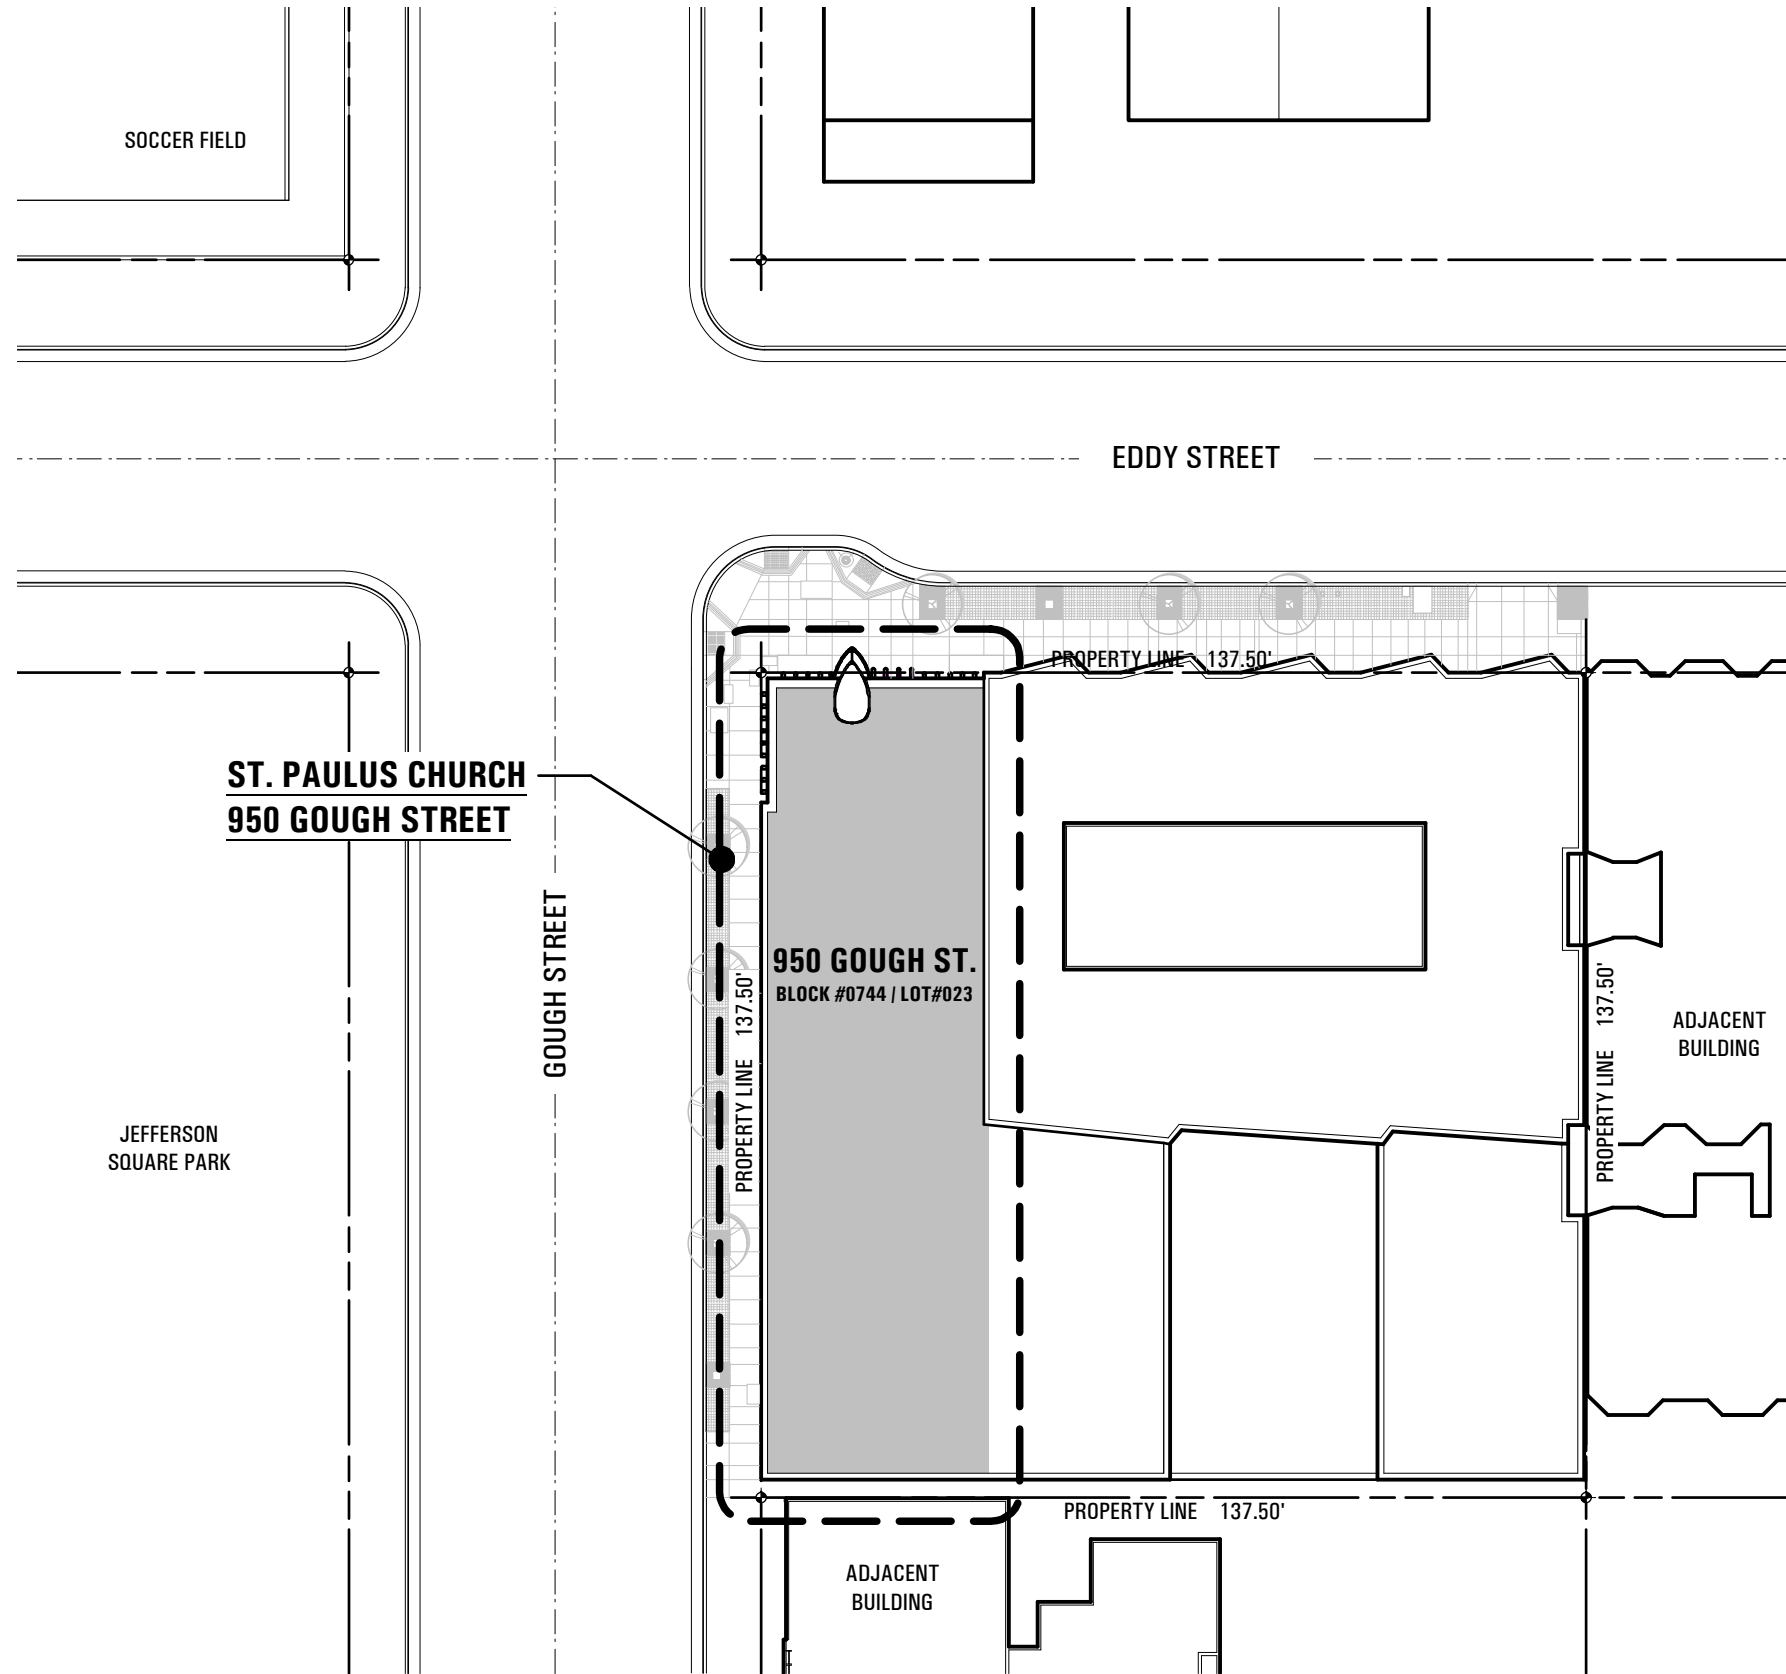 SOCCER FIELD
EDDY STREET
PROPERTY LINE 137.50'
ST. PAULUS CHURCH
950 GOUGH STREET
GOUGH STREET
950 GOUGH ST.
BLOCK #0744 / LOT#023
PROPERTY LINE 137.50'
PROPERTY LINE 137.50'
ADJACENT
BUILDING
JEFFERSON
SQUARE PARK
PROPERTY LINE 137.50'
ADJACENT
BUILDING